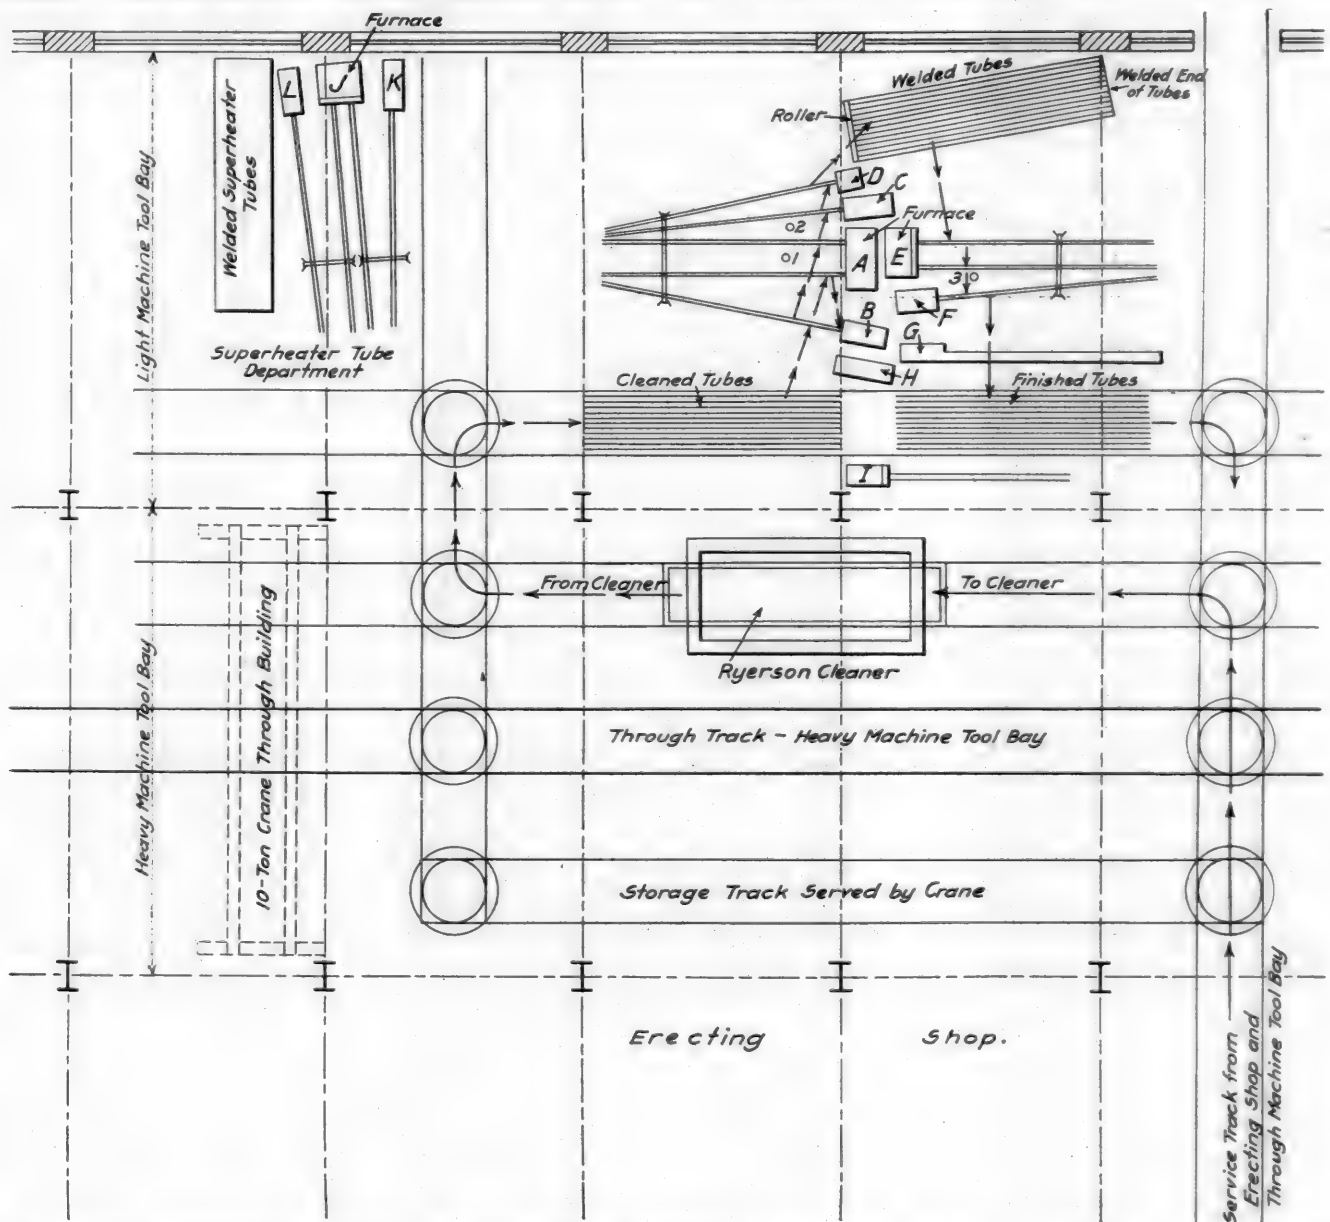 Furnace
L
J
K
Welded Superheater
Tubes
Superheater Tube
Department
Light Machine Tool Bay
Welded Tubes
Welded End
of Tubes
Roller
D
C
Furnace
o2
o1
A
E
3o
B
F
G
H
Cleaned Tubes
Finished Tubes
I
From Cleaner
To Cleaner
Ryerson Cleaner
Heavy Machine Tool Bay
10-Ton Crane Through Building
Through Track - Heavy Machine Tool Bay
Storage Track Served by Crane
Erecting Shop.
Service Track from
Erecting Shop and
Through Machine Tool Bay